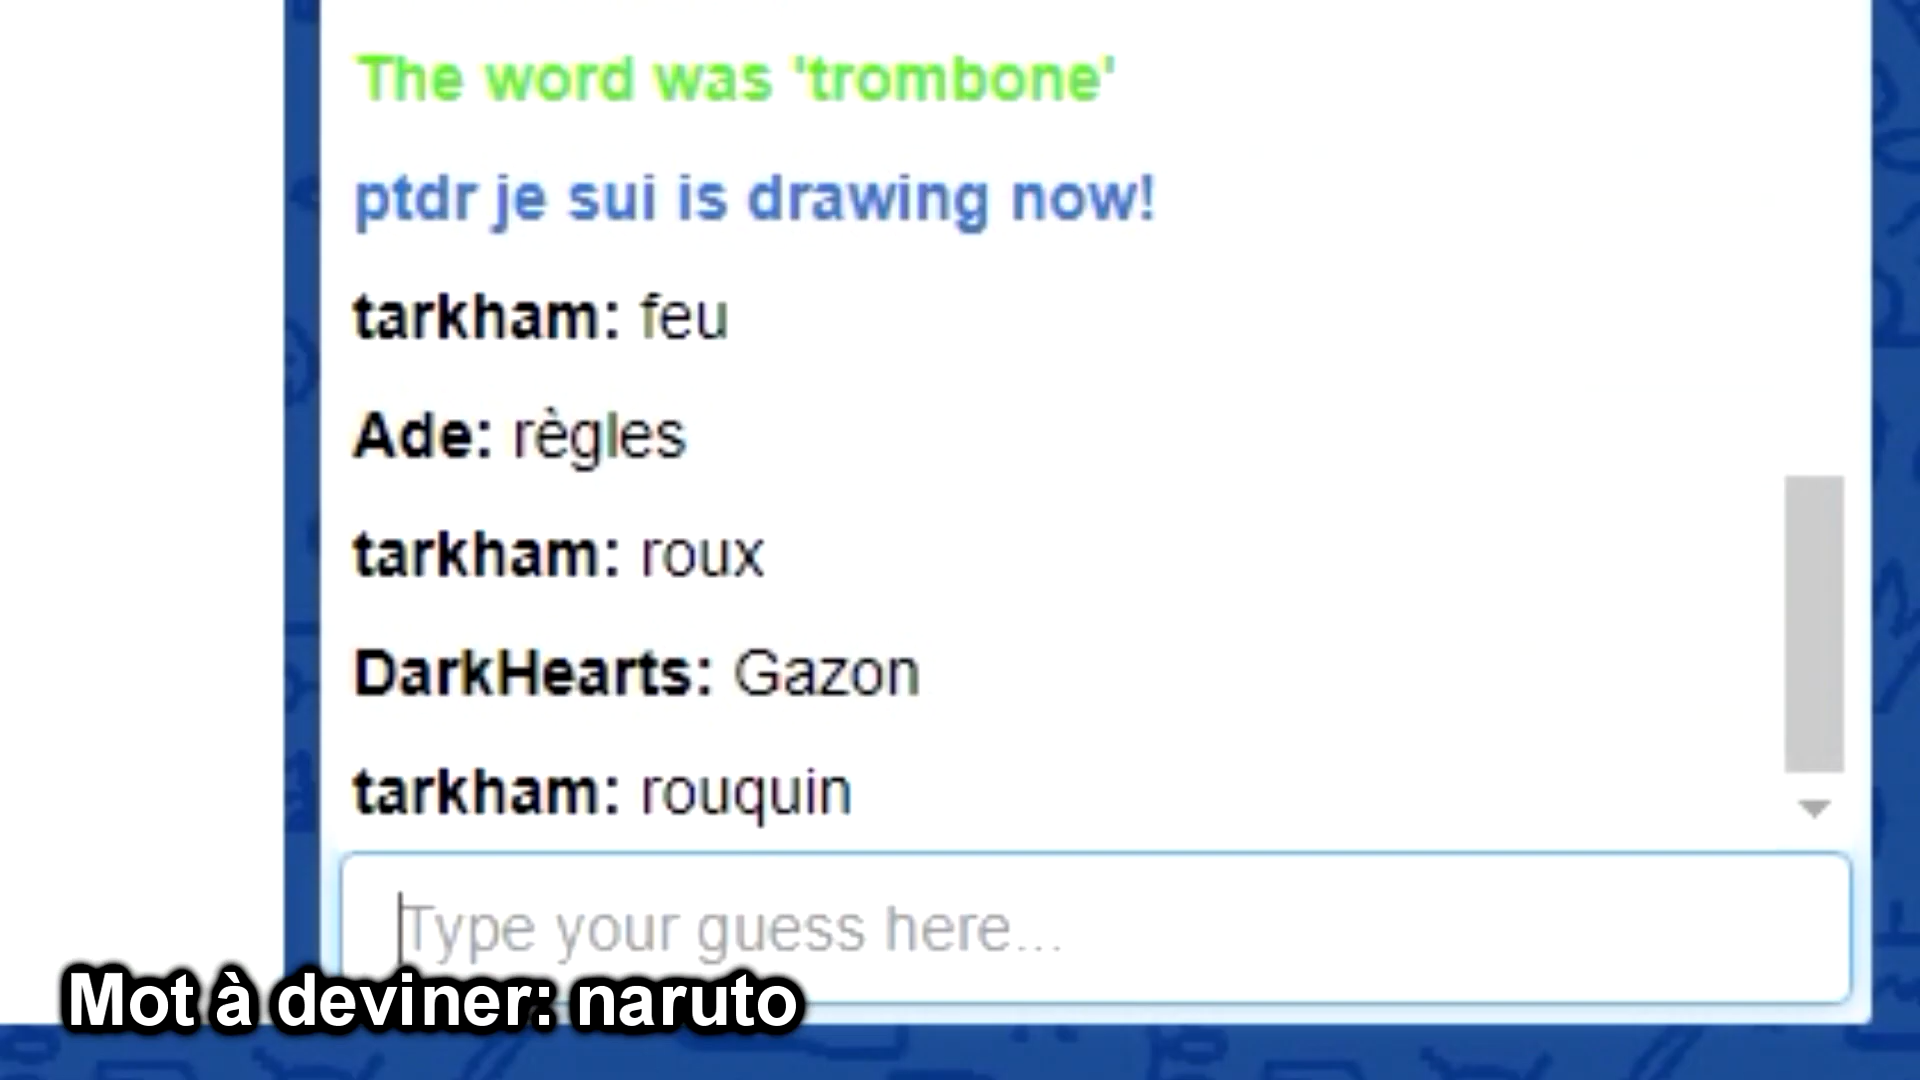 The word was 'trombone'
ptdr je sui is drawing now!
tarkham: feu
Ade: règles
tarkham: roux
DarkHearts: Gazon
tarkham: rouquin
Type your guess here...
Mot à deviner: naruto